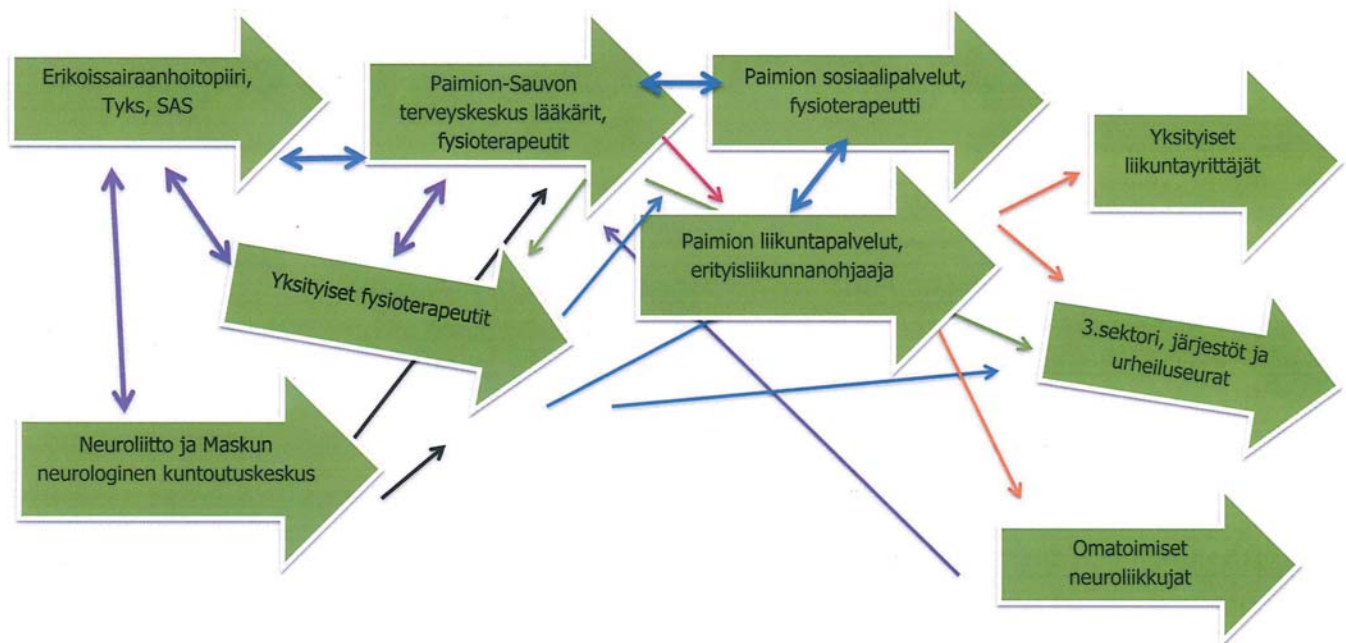 Erikoissairaanhoitopiiri,
Tyks, SAS
Paimion-Sauvon
terveyskeskus lääkärit,
fysioterapeutit
Paimion sosiaalipalvelut,
fysioterapeutti
Yksityiset
liikuntayrittäjät
Paimion liikuntapalvelut,
erityisliikunnanohjaaja
Yksityiset fysioterapeutit
3.sektori, järjestöt ja
urheiluseurat
Neuroliitto ja Maskun
neurologinen kuntoutuskeskus
Omatoimiset
neuroliikkujat